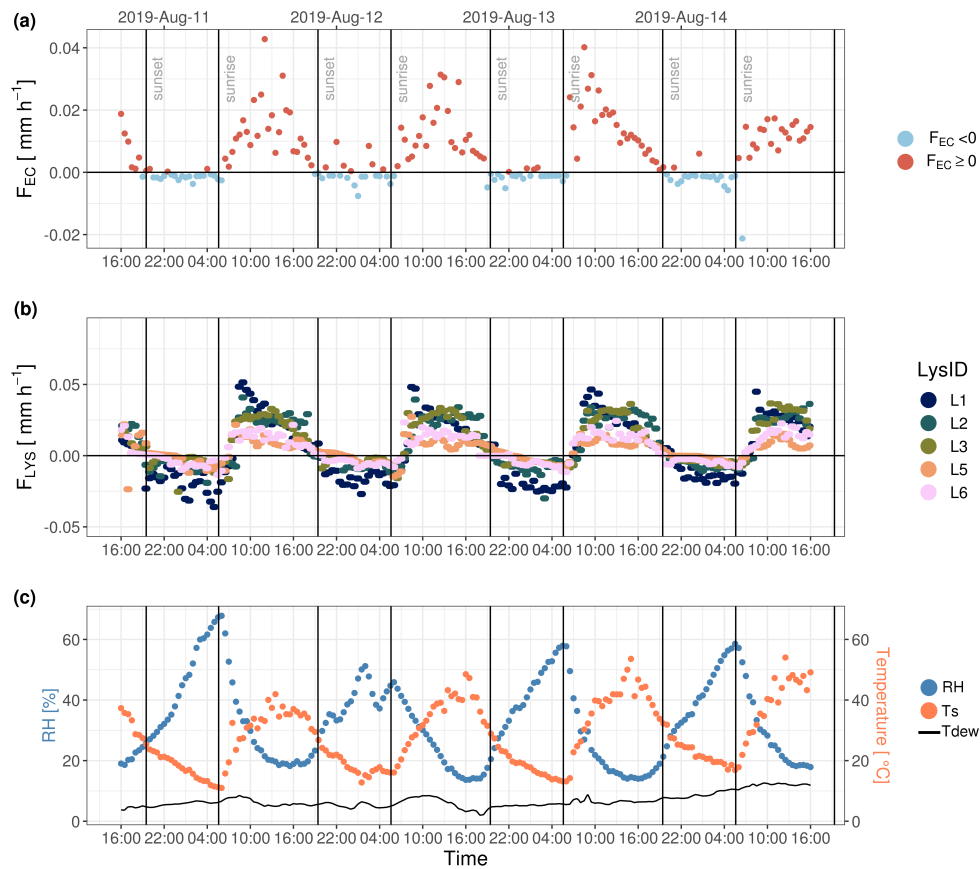 (a)
2019-Aug-11 2019-Aug-12 2019-Aug-13 2019-Aug-14
F_EC [ mm h⁻¹]
0.04
0.02
0.00
-0.02
sunset sunrise sunset sunrise sunset sunrise sunset sunrise
16:00 22:00 04:00 10:00 16:00 22:00 04:00 10:00 16:00 22:00 04:00 10:00 16:00 22:00 04:00 10:00 16:00
F_EC <0
F_EC ≥ 0
(b)
F_LYS [ mm h⁻¹]
0.05
0.00
-0.05
16:00 22:00 04:00 10:00 16:00 22:00 04:00 10:00 16:00 22:00 04:00 10:00 16:00 22:00 04:00 10:00 16:00
LysID
L1
L2
L3
L5
L6
(c)
RH [%]
60
40
20
0
60
40
20
0
Temperature [ °C]
16:00 22:00 04:00 10:00 16:00 22:00 04:00 10:00 16:00 22:00 04:00 10:00 16:00 22:00 04:00 10:00 16:00
Time
RH
Ts
Tdew